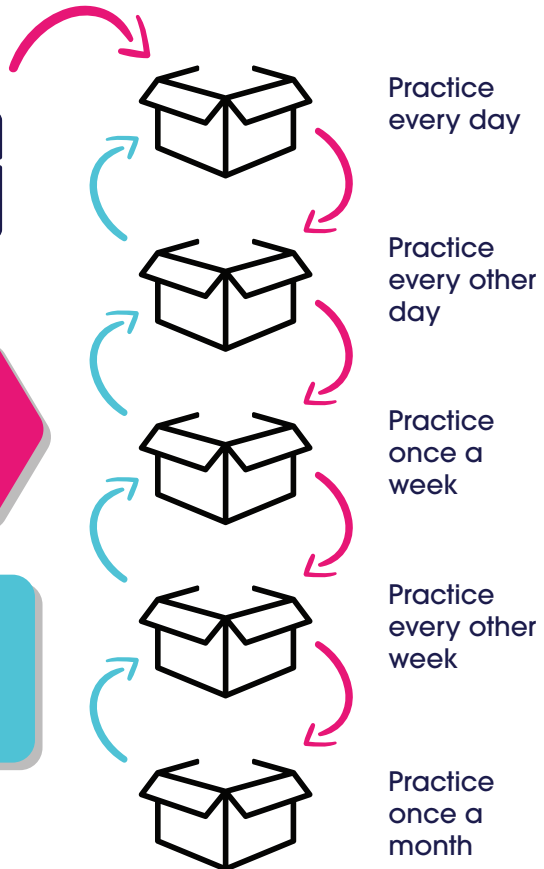 Practice
every day
Practice
every other
day
Practice
once a
week
Practice
every other
week
Practice
once a
month